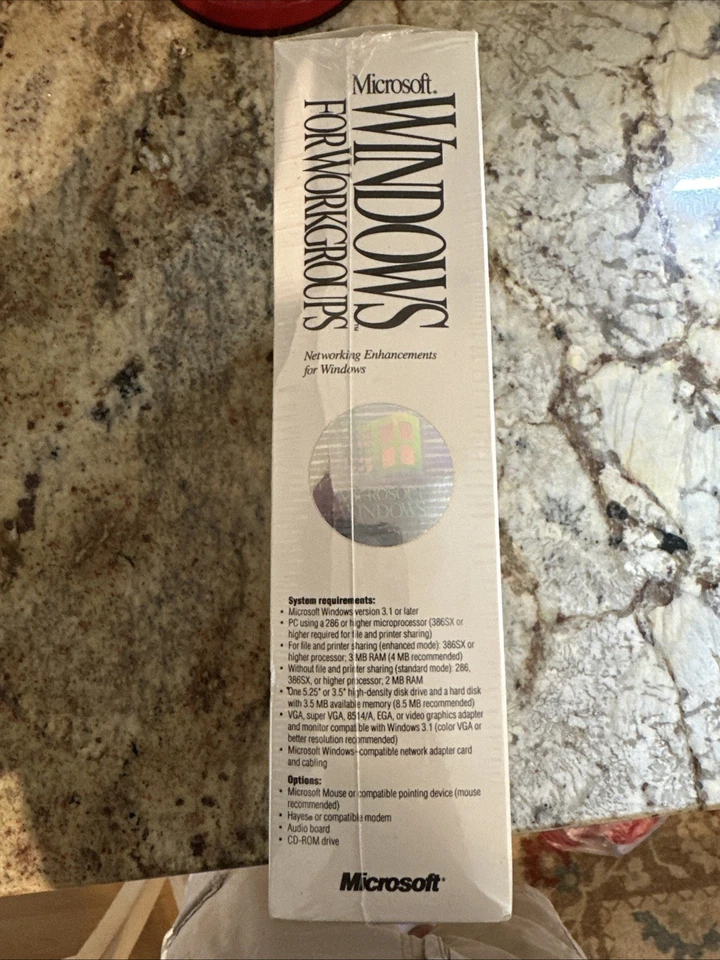 Microsoft®
WINDOWS™
FOR WORKGROUPS
Networking Enhancements
for Windows
MICROSOFT
WINDOWS
System requirements:
• Microsoft Windows version 3.1 or later
• PC using a 286 or higher microprocessor (386SX or
higher required for file and printer sharing)
• For file and printer sharing (enhanced mode): 386SX or
higher processor; 3 MB RAM (4 MB recommended)
• Without file and printer sharing (standard mode): 286,
386SX, or higher processor; 2 MB RAM
• One 5.25" or 3.5" high-density disk drive and a hard disk
with 3.5 MB available memory (8.5 MB recommended)
• VGA, super VGA, 8514/A, EGA, or video graphics adapter
and monitor compatible with Windows 3.1 (color VGA or
better resolution recommended)
• Microsoft Windows-compatible network adapter card
and cabling
Options:
• Microsoft Mouse or compatible pointing device (mouse
recommended)
• Hayes® or compatible modem
• Audio board
• CD-ROM drive
Microsoft®